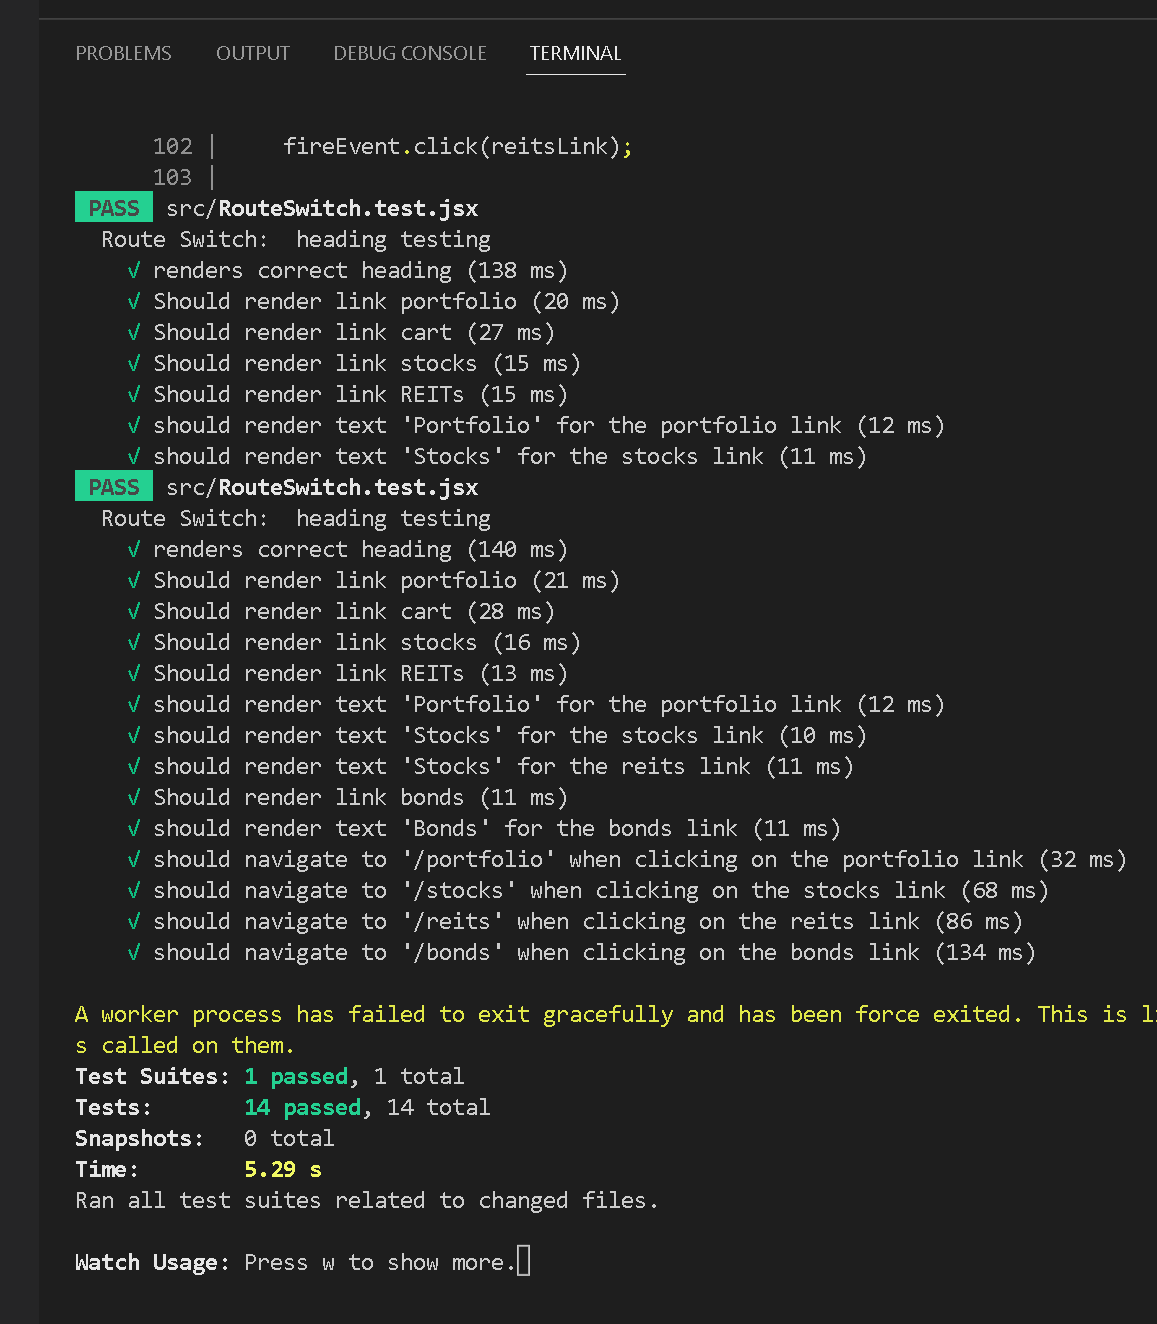 PROBLEMS OUTPUT DEBUG CONSOLE TERMINAL
102 |     fireEvent.click(reitsLink);
103 |
PASS src/RouteSwitch.test.jsx
Route Switch:  heading testing
√ renders correct heading (138 ms)
√ Should render link portfolio (20 ms)
√ Should render link cart (27 ms)
√ Should render link stocks (15 ms)
√ Should render link REITs (15 ms)
√ should render text 'Portfolio' for the portfolio link (12 ms)
√ should render text 'Stocks' for the stocks link (11 ms)
PASS src/RouteSwitch.test.jsx
Route Switch:  heading testing
√ renders correct heading (140 ms)
√ Should render link portfolio (21 ms)
√ Should render link cart (28 ms)
√ Should render link stocks (16 ms)
√ Should render link REITs (13 ms)
√ should render text 'Portfolio' for the portfolio link (12 ms)
√ should render text 'Stocks' for the stocks link (10 ms)
√ should render text 'Stocks' for the reits link (11 ms)
√ Should render link bonds (11 ms)
√ should render text 'Bonds' for the bonds link (11 ms)
√ should navigate to '/portfolio' when clicking on the portfolio link (32 ms)
√ should navigate to '/stocks' when clicking on the stocks link (68 ms)
√ should navigate to '/reits' when clicking on the reits link (86 ms)
√ should navigate to '/bonds' when clicking on the bonds link (134 ms)
A worker process has failed to exit gracefully and has been force exited. This is
s called on them.
Test Suites: 1 passed, 1 total
Tests:       14 passed, 14 total
Snapshots:   0 total
Time:        5.29 s
Ran all test suites related to changed files.
Watch Usage: Press w to show more.